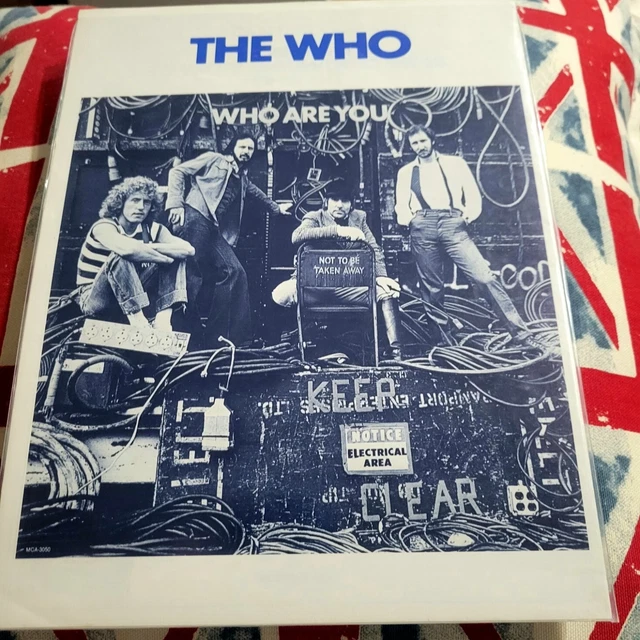 THE WHO
WHO ARE YOU
NOT TO BE
TAKEN AWAY
KEEP
NOTICE
ELECTRICAL
AREA
CLEAR
MCA-3050